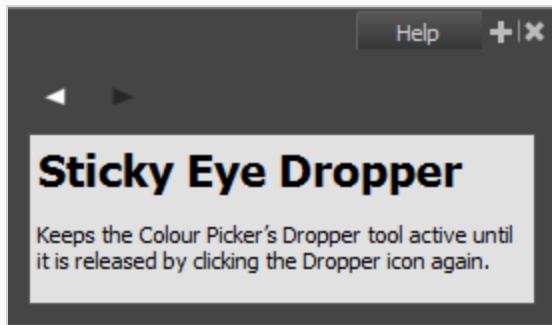 Help
Sticky Eye Dropper
Keeps the Colour Picker’s Dropper tool active until
it is released by clicking the Dropper icon again.